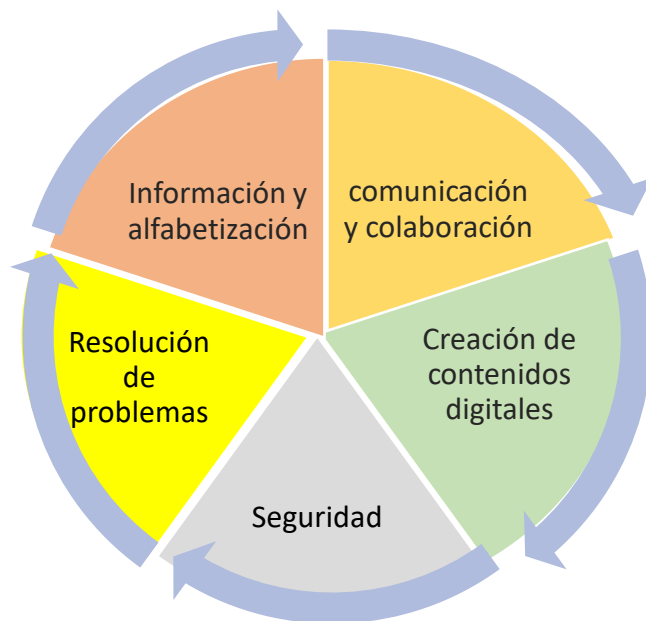 Información y
alfabetización
comunicación
y colaboración
Creación de
contenidos
digitales
Seguridad
Resolución
de
problemas